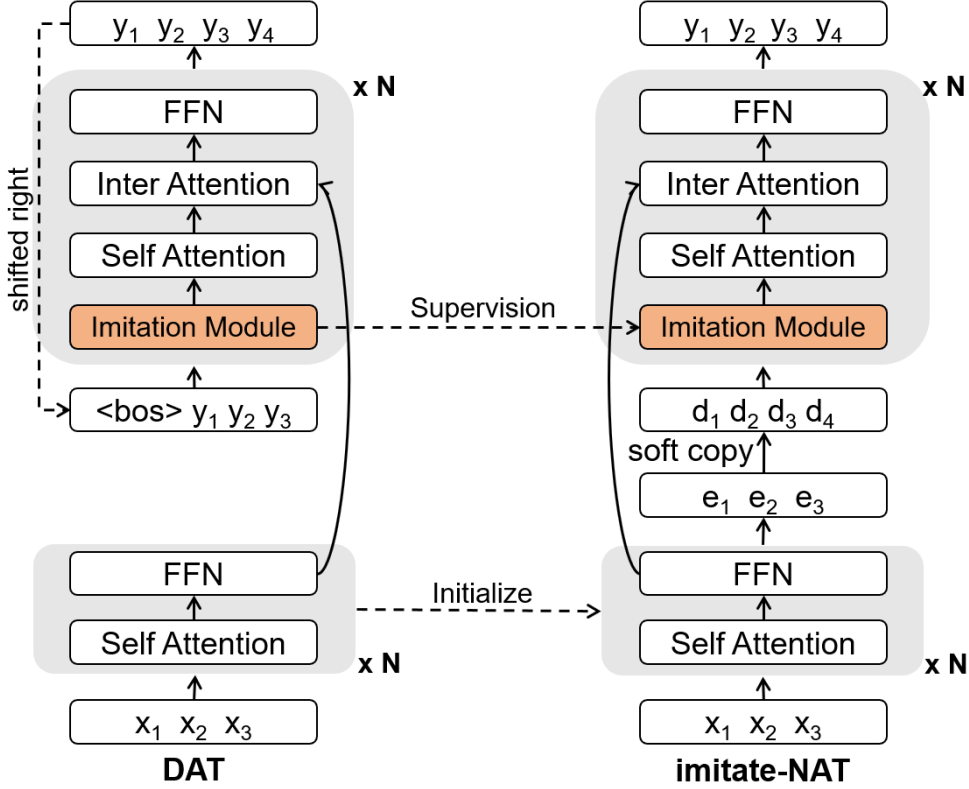 y₁ y₂ y₃ y₄
x N
FFN
Inter Attention
Self Attention
Imitation Module
shifted right
<bos> y₁ y₂ y₃
FFN
Self Attention
x N
x₁ x₂ x₃
DAT
Supervision
Initialize
y₁ y₂ y₃ y₄
x N
FFN
Inter Attention
Self Attention
Imitation Module
d₁ d₂ d₃ d₄
soft copy
e₁ e₂ e₃
FFN
Self Attention
x N
x₁ x₂ x₃
imitate-NAT